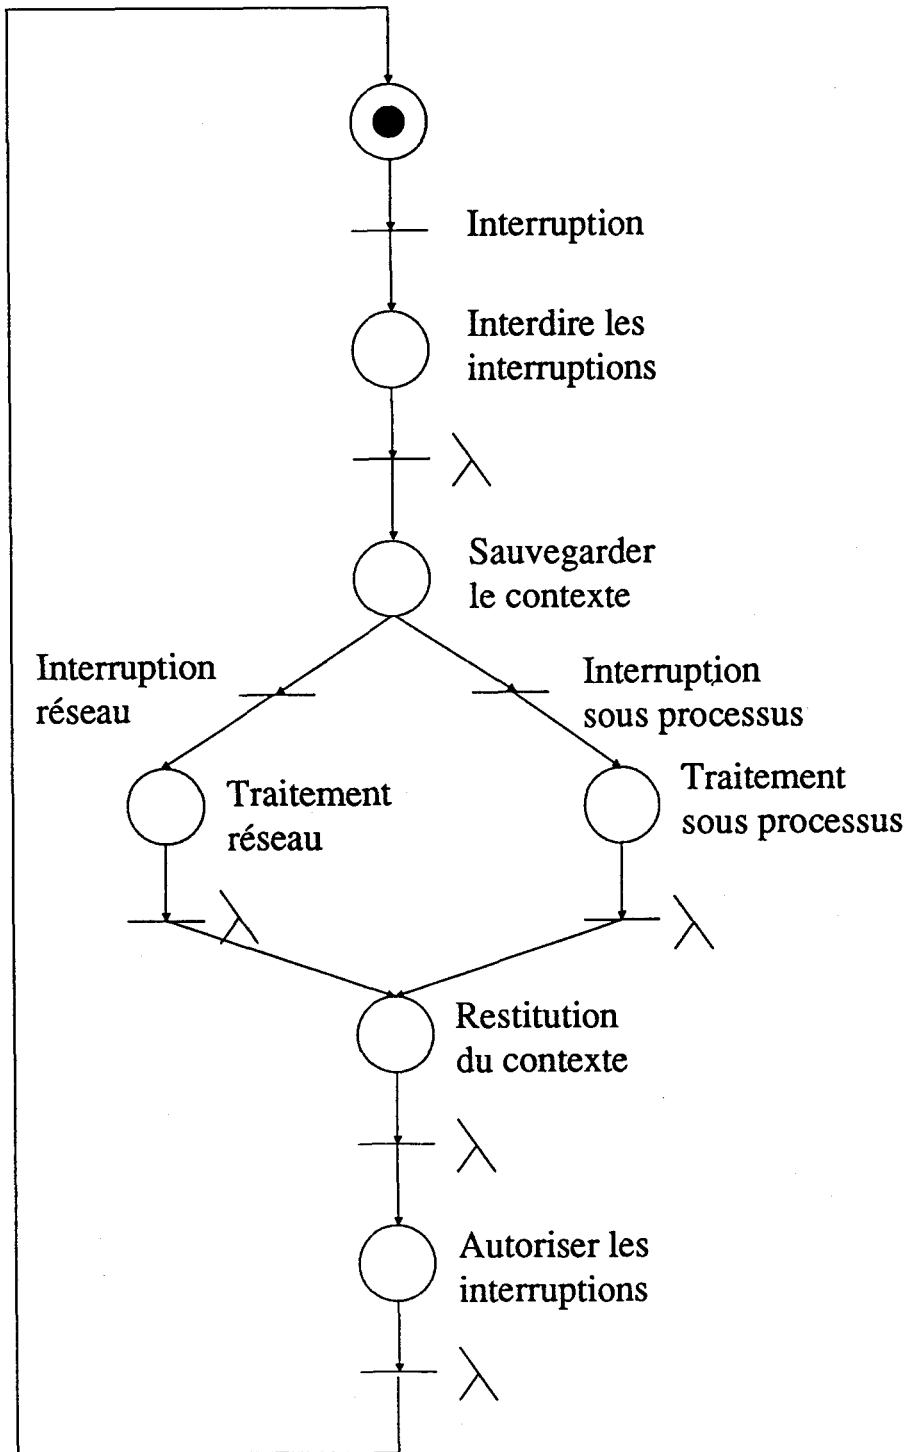 Interruption
Interdire les
interruptions
λ
Sauvegarder
le contexte
Interruption
réseau
Interruption
sous processus
Traitement
réseau
Traitement
sous processus
λ
λ
Restitution
du contexte
λ
Autoriser les
interruptions
λ